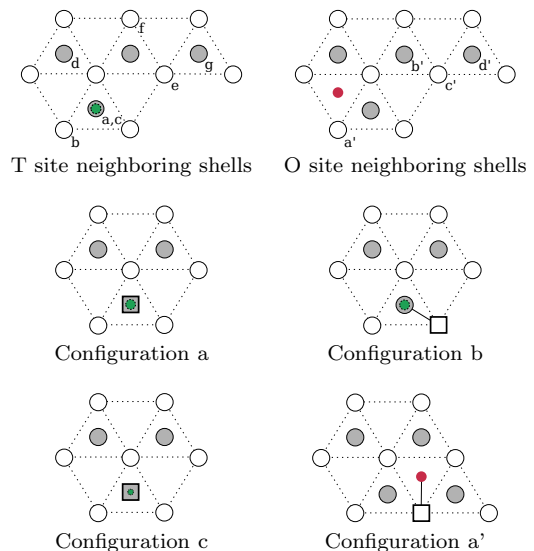 f
d
g
b'
d'
e
c'
a,c
b
a'
T site neighboring shells
O site neighboring shells
Configuration a
Configuration b
Configuration c
Configuration a'